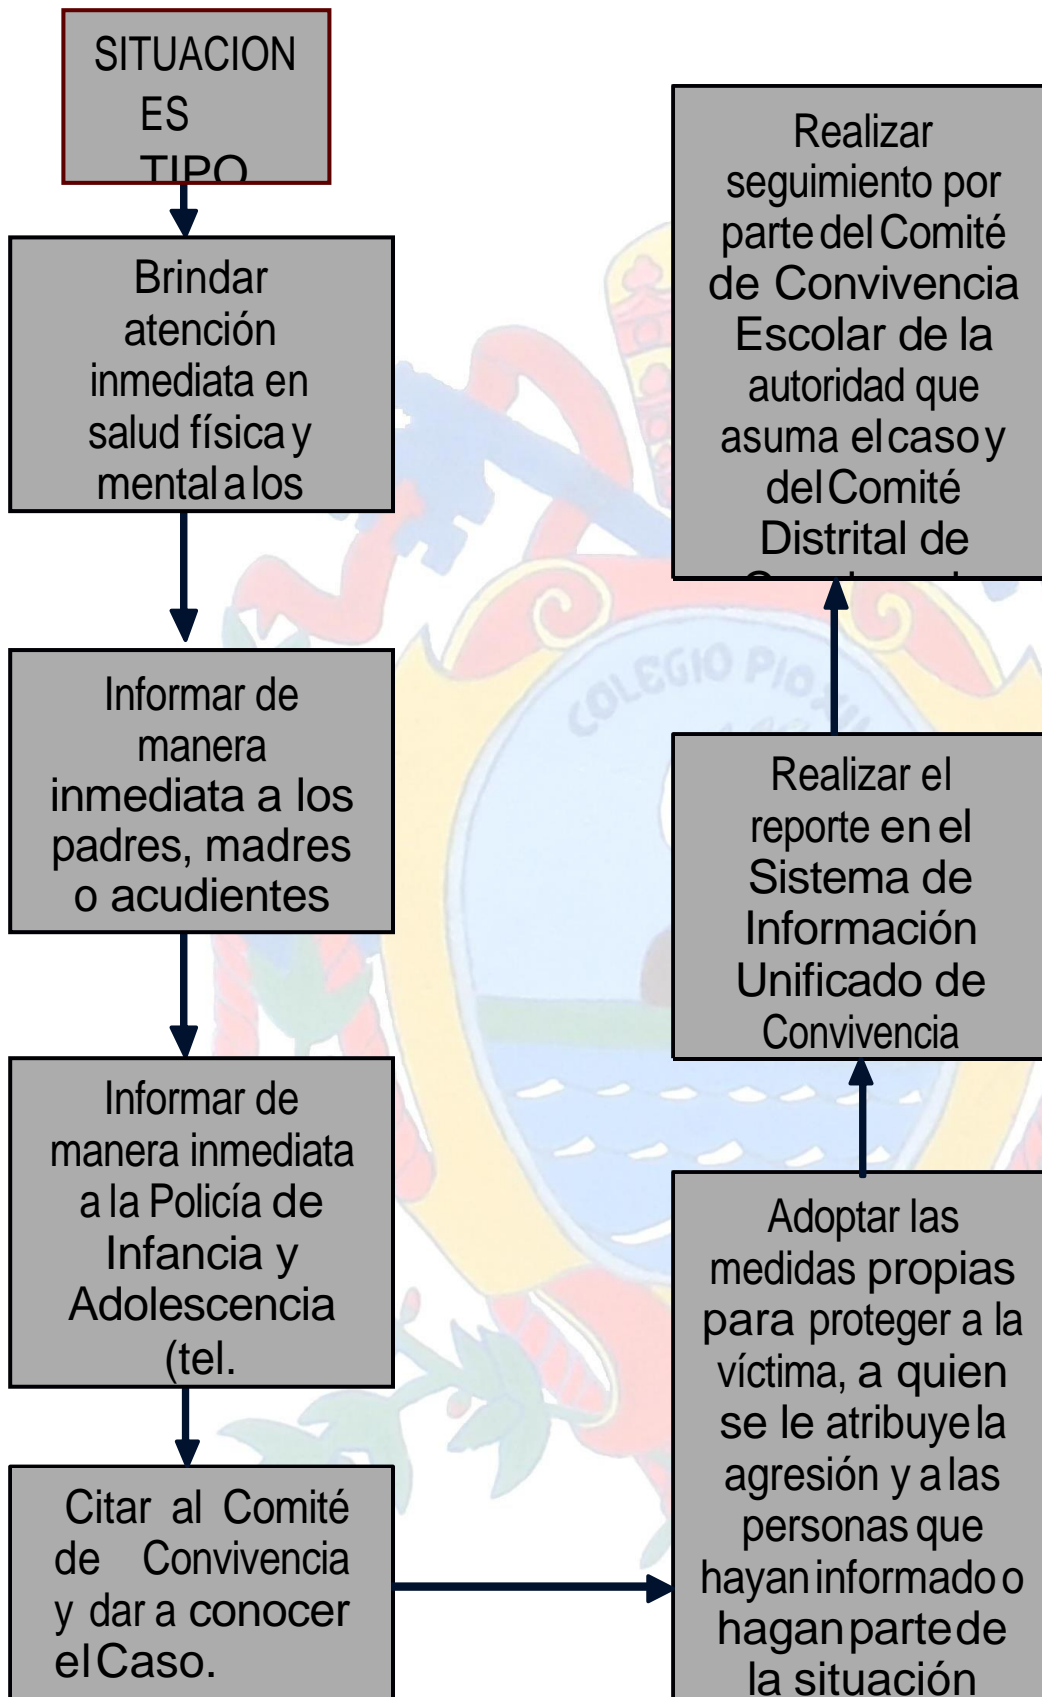 SITUACION
ES
TIPO
Brindar
atención
inmediata en
salud física y
mental a los
Informar de
manera
inmediata a los
padres, madres
o acudientes
Informar de
manera inmediata
a la Policía de
Infancia y
Adolescencia
(tel.
Citar al Comité
de Convivencia
y dar a conocer
el Caso.
Adoptar las
medidas propias
para proteger a la
víctima, a quien
se le atribuye la
agresión y a las
personas que
hayan informado o
hagan parte de
la situación
Realizar el
reporte en el
Sistema de
Información
Unificado de
Convivencia
Realizar
seguimiento por
parte del Comité
de Convivencia
Escolar de la
autoridad que
asuma el caso y
del Comité
Distrital de
COLEGIO PIO XII